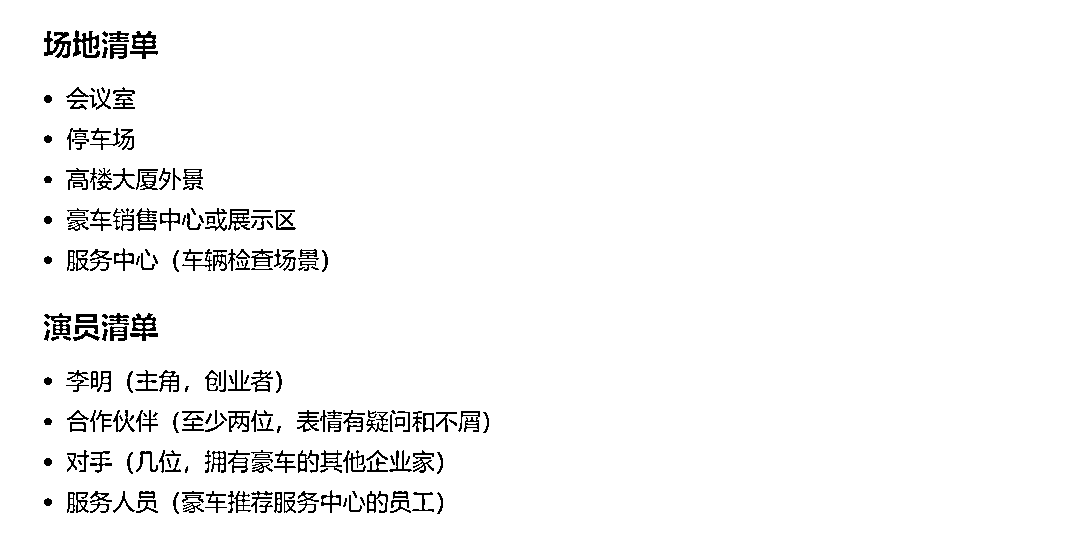 场地清单
• 会议室
• 停车场
• 高楼大厦外景
• 豪车销售中心或展示区
• 服务中心（车辆检查场景）
演员清单
• 李明（主角，创业者）
• 合作伙伴（至少两位，表情有疑问和不屑）
• 对手（几位，拥有豪车的其他企业家）
• 服务人员（豪车推荐服务中心的员工）